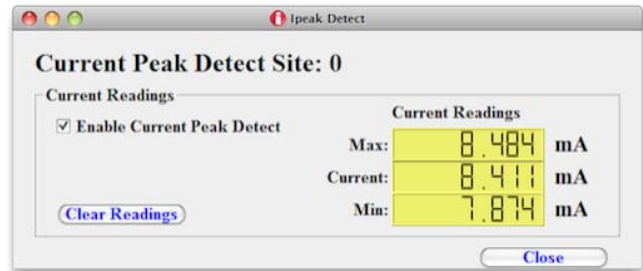 Ipeak Detect
Current Peak Detect Site: 0
Current Readings
Enable Current Peak Detect
Current Readings
Max: 8.484 mA
Current: 8.411 mA
Min: 7.874 mA
Clear Readings
Close